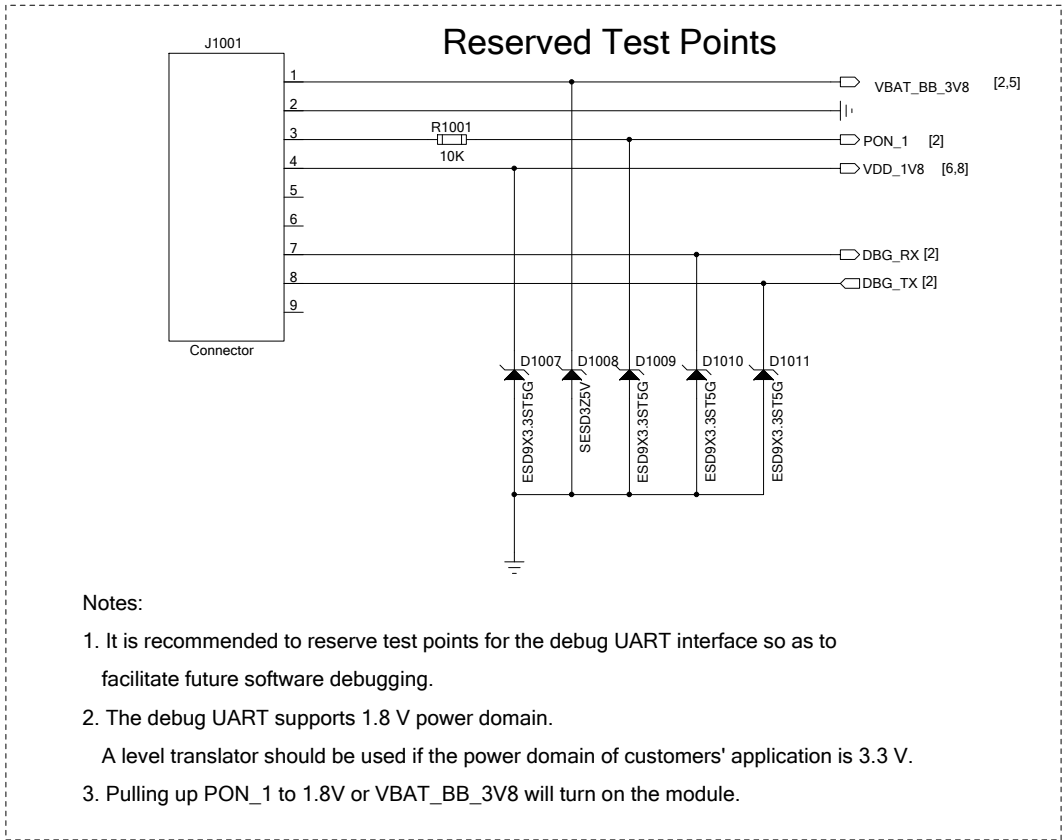 Reserved Test Points
J1001
1
VBAT_BB_3V8 [2,5]
2
3
R1001
10K
PON_1 [2]
4
VDD_1V8 [6,8]
5
6
7
DBG_RX [2]
8
DBG_TX [2]
9
Connector
D1007 D1008 D1009 D1010 D1011
ESD9X3.3ST5G
SESD3Z5V
ESD9X3.3ST5G
ESD9X3.3ST5G
ESD9X3.3ST5G
Notes:
1. It is recommended to reserve test points for the debug UART interface so as to
facilitate future software debugging.
2. The debug UART supports 1.8 V power domain.
A level translator should be used if the power domain of customers' application is 3.3 V.
3. Pulling up PON_1 to 1.8V or VBAT_BB_3V8 will turn on the module.